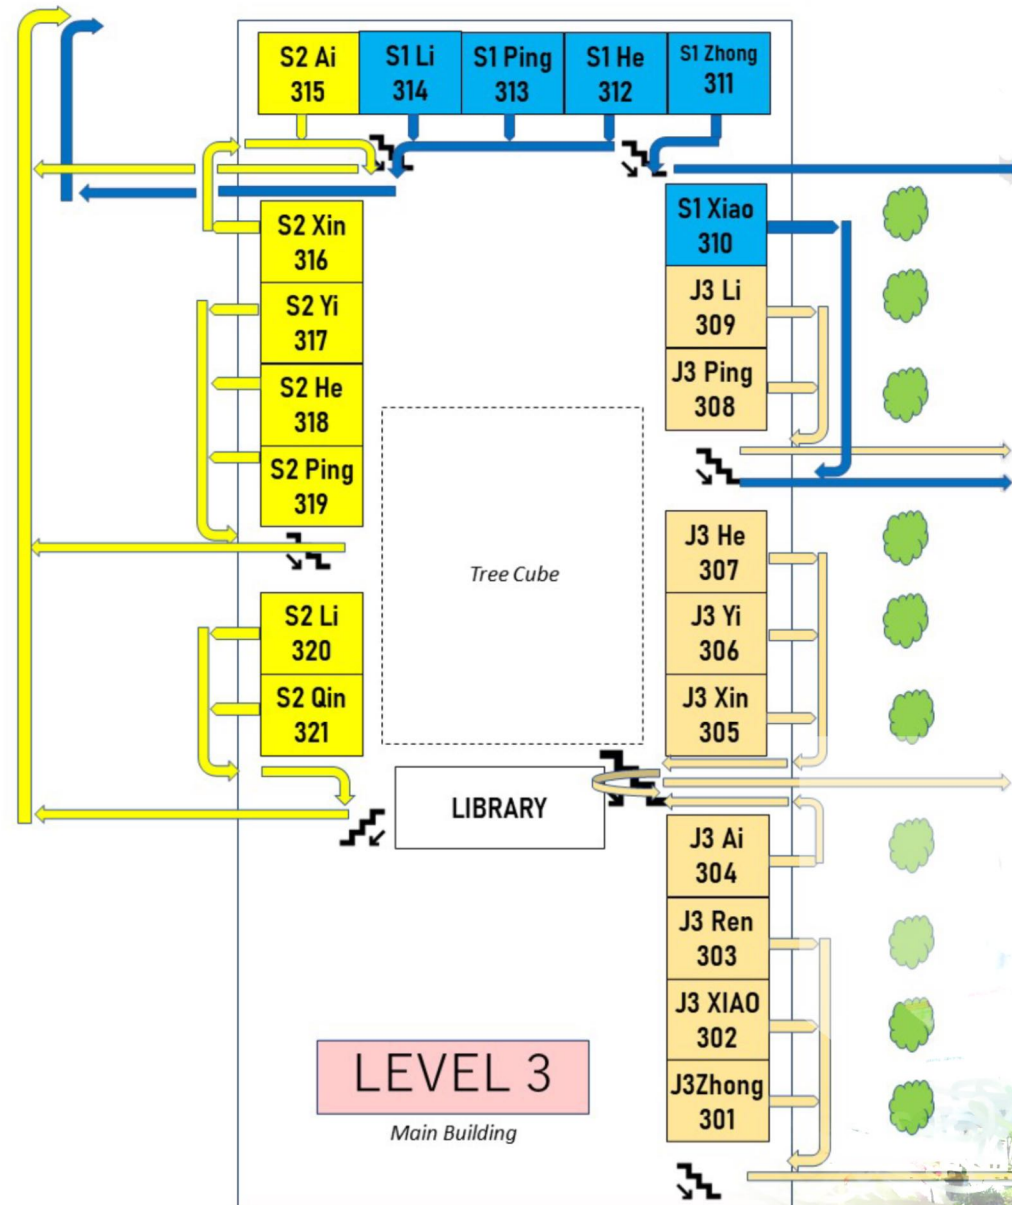 S2 Ai
315
S1 Li
314
S1 Ping
313
S1 He
312
S1 Zhong
311
S2 Xin
316
S1 Xiao
310
S2 Yi
317
J3 Li
309
S2 He
318
J3 Ping
308
S2 Ping
319
Tree Cube
J3 He
307
S2 Li
320
J3 Yi
306
S2 Qin
321
J3 Xin
305
LIBRARY
J3 Ai
304
J3 Ren
303
J3 XIAO
302
LEVEL 3
J3Zhong
301
Main Building